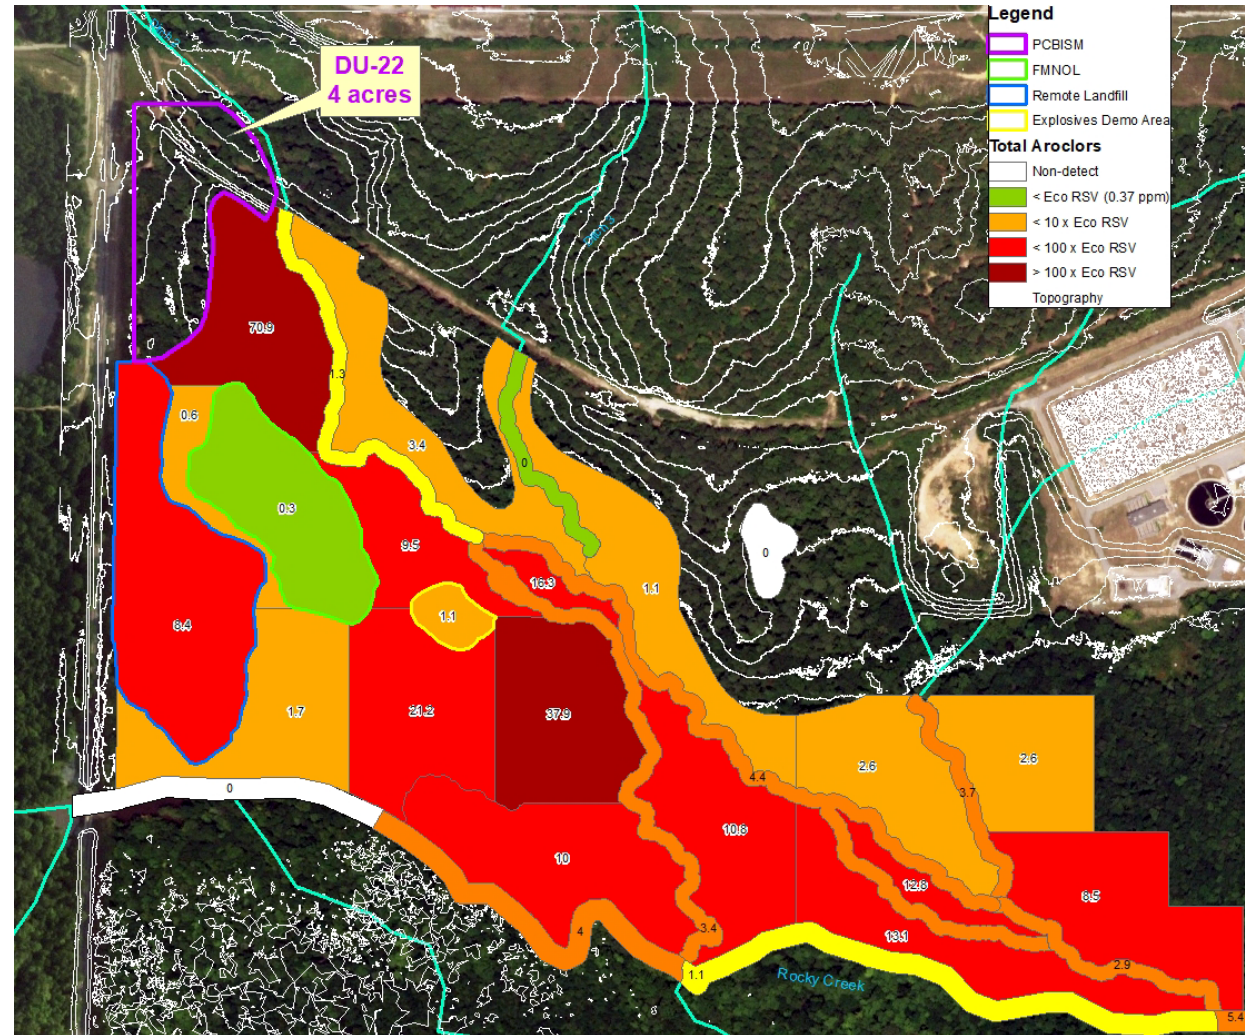 Legend
PCBISM
FMNOL
Remote Landfill
Explosives Demo Area
Total Aroclors
Non-detect
< Eco RSV (0.37 ppm)
< 10 x Eco RSV
< 100 x Eco RSV
> 100 x Eco RSV
Topography
DU-22
4 acres
70.9
1.3
0.6
3.4
0
0.3
9.5
16.3
1.1
0
1.1
8.4
1.7
21.2
37.9
2.6
2.6
4.4
3.7
0
10.8
10
12.8
8.5
4
3.4
13.1
2.9
1.1
Rocky Creek
5.4